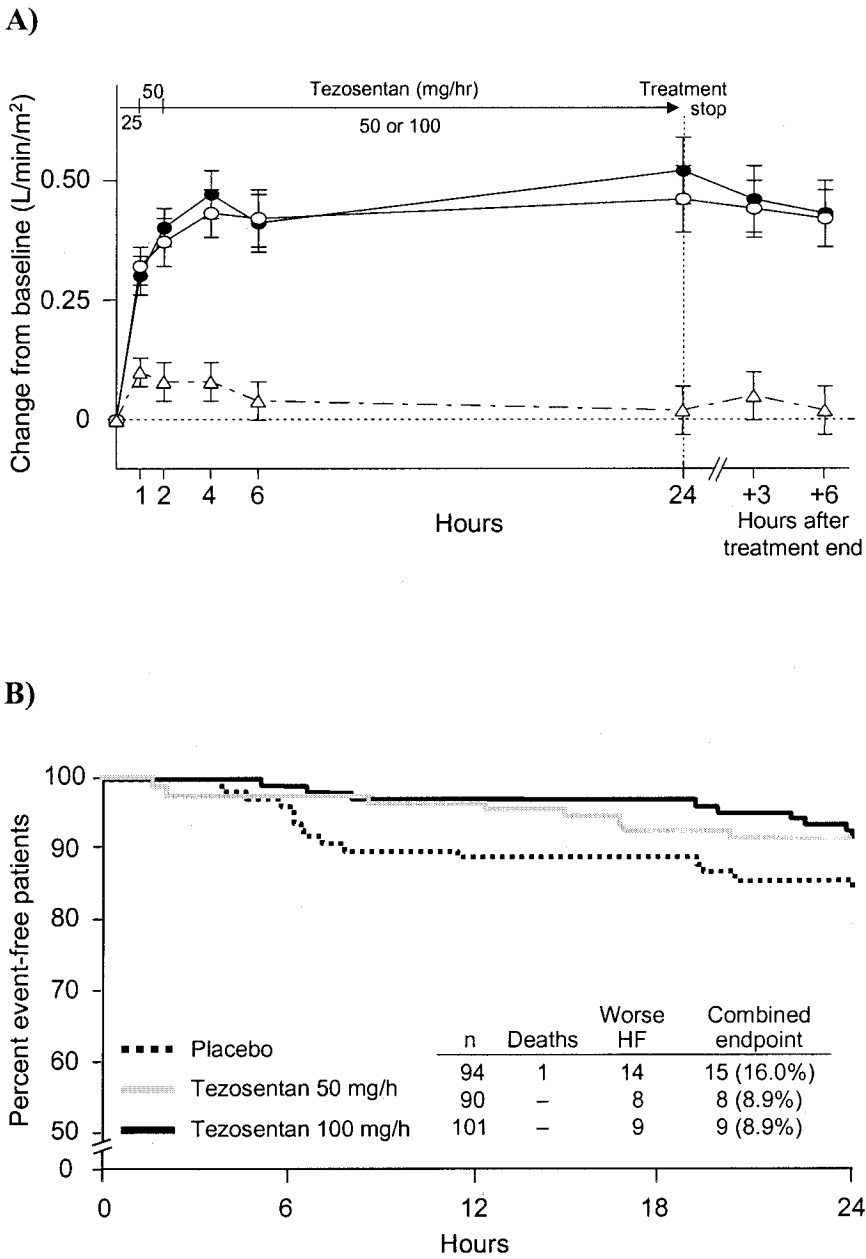 A)
Change from baseline (L/min/m²)
0.50
0.25
0
25
50
Tezosentan (mg/hr)
50 or 100
Treatment
stop
1 2 4 6 24 +3 +6
Hours
Hours after
treatment end
B)
Percent event-free patients
100
90
80
70
60
50
0
Placebo
Tezosentan 50 mg/h
Tezosentan 100 mg/h
n Deaths Worse HF Combined endpoint
94 1 14 15 (16.0%)
90 – 8 8 (8.9%)
101 – 9 9 (8.9%)
0 6 12 18 24
Hours